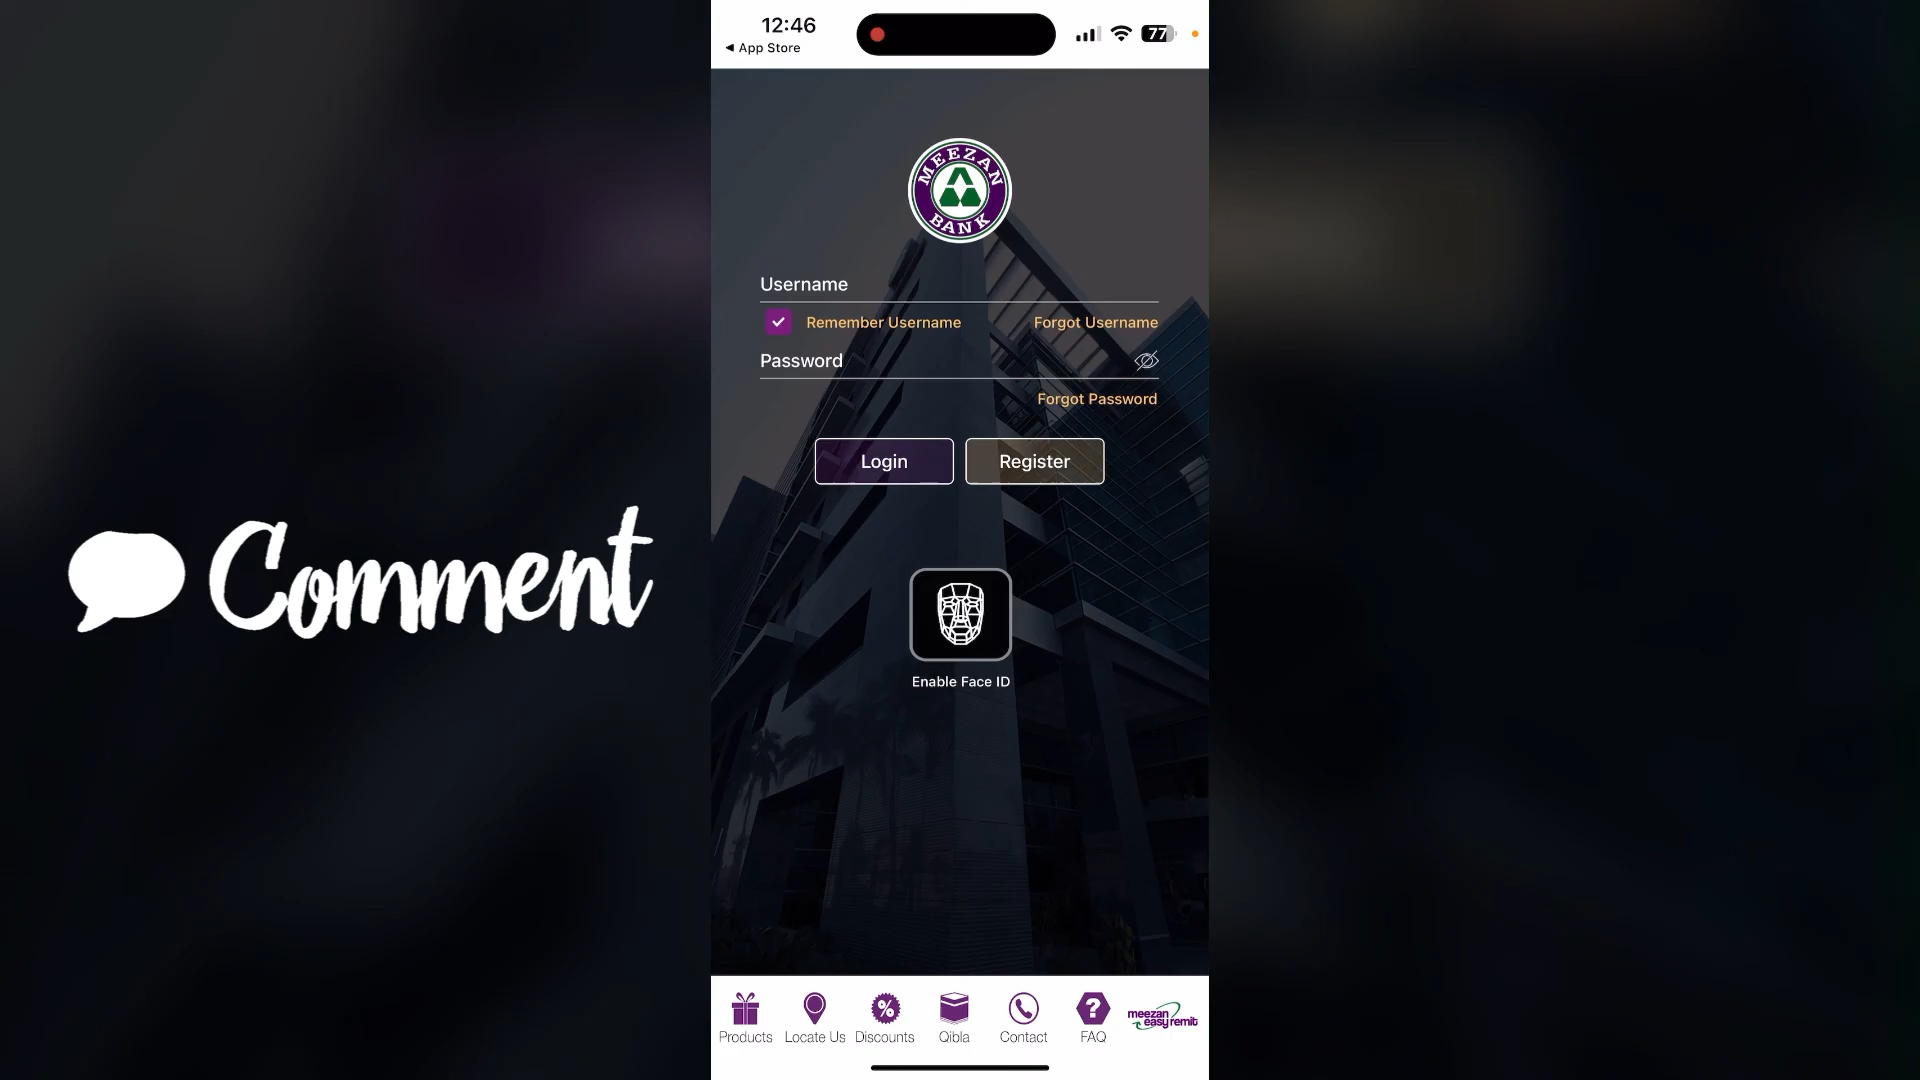 12:46
App Store
77
MEEZAN
BANK
Username
Remember Username
Forgot Username
Password
Forgot Password
Login
Register
Comment
Enable Face ID
Products
Locate Us
Discounts
Qibla
Contact
FAQ
meezan
easy remit